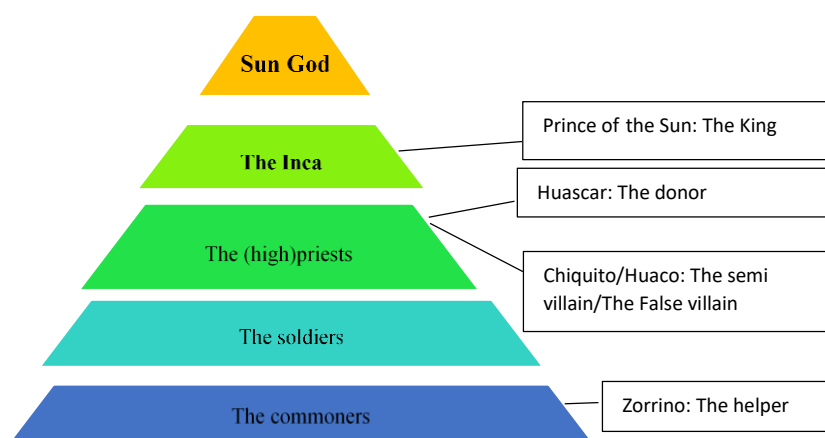 Sun God
Prince of the Sun: The King
The Inca
Huascar: The donor
The (high)priests
Chiquito/Huaco: The semi
villain/The False villain
The soldiers
Zorrino: The helper
The commoners